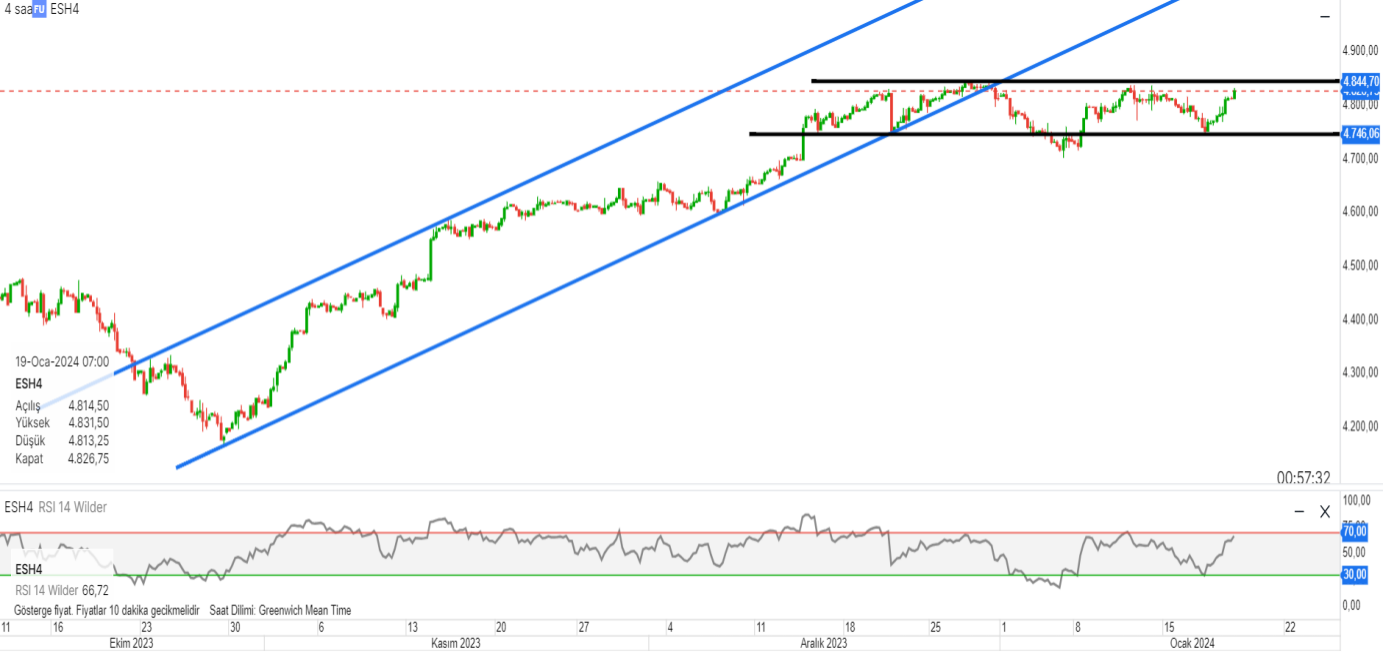 4 saa FU ESH4
4.900,00
4.844,70
4.800,00
4.746,06
4.700,00
4.600,00
4.500,00
4.400,00
4.300,00
4.200,00
19-Oca-2024 07:00
ESH4
Açılış 4.814,50
Yüksek 4.831,50
Düşük 4.813,25
Kapat 4.826,75
00:57:32
ESH4 RSI 14 Wilder
X
100,00
70,00
50,00
30,00
0,00
ESH4
RSI 14 Wilder 66,72
Gösterge fiyat. Fiyatlar 10 dakika gecikmelidir Saat Dilimi: Greenwich Mean Time
11 16 23 30 6 13 20 27 4 11 18 25 1 8 15 22
Ekim 2023 Kasım 2023 Aralık 2023 Ocak 2024